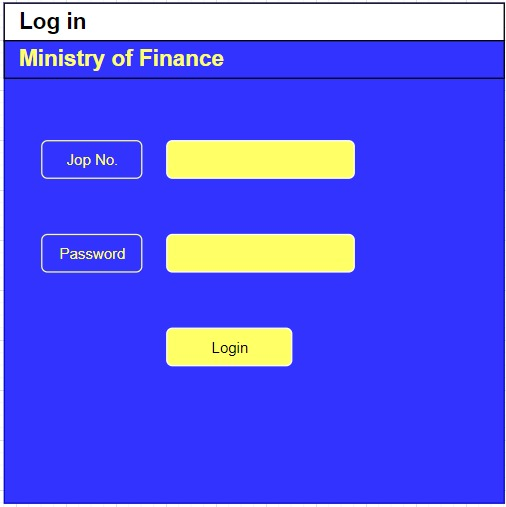 Log in
Ministry of Finance
Jop No.
Password
Login